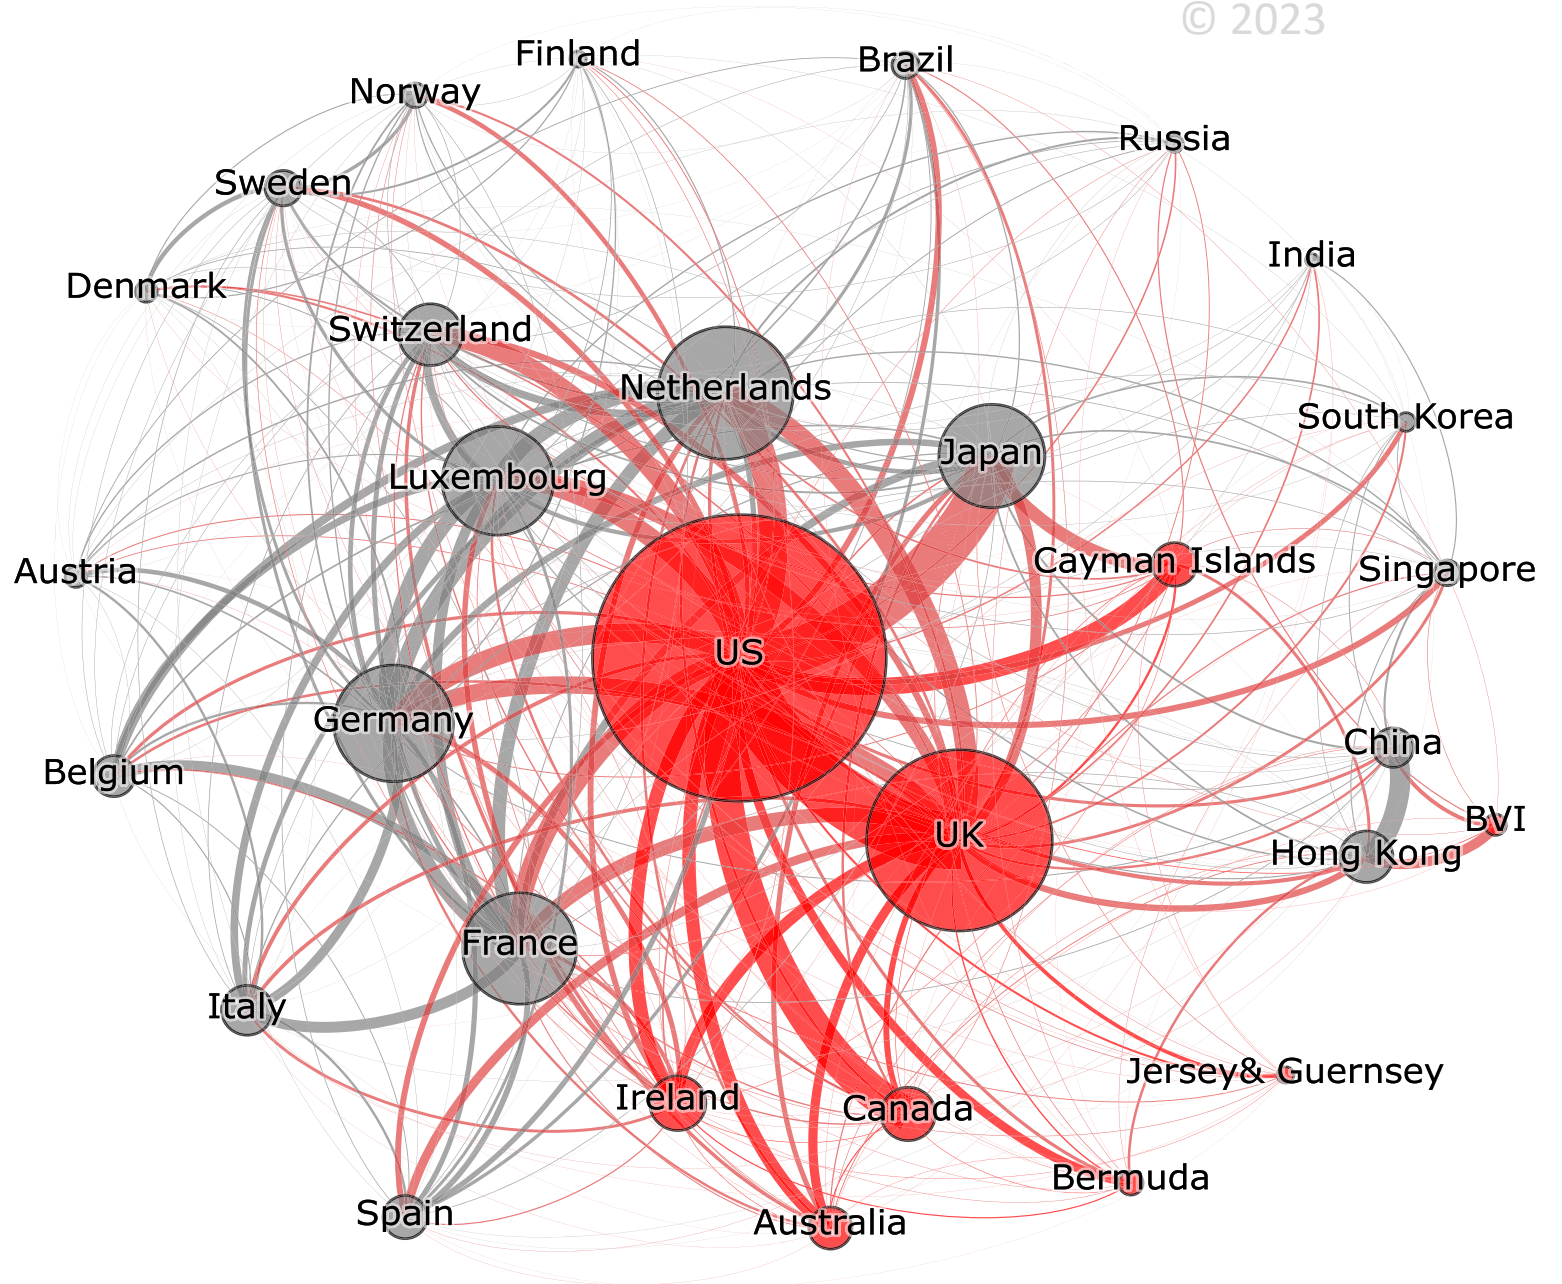 © 2023
Finland
Brazil
Norway
Russia
Sweden
India
Denmark
Switzerland
Netherlands
South Korea
Japan
Luxembourg
Cayman Islands
Singapore
Austria
US
Germany
China
Belgium
BVI
UK
Hong Kong
France
Italy
Jersey& Guernsey
Ireland
Canada
Bermuda
Spain
Australia